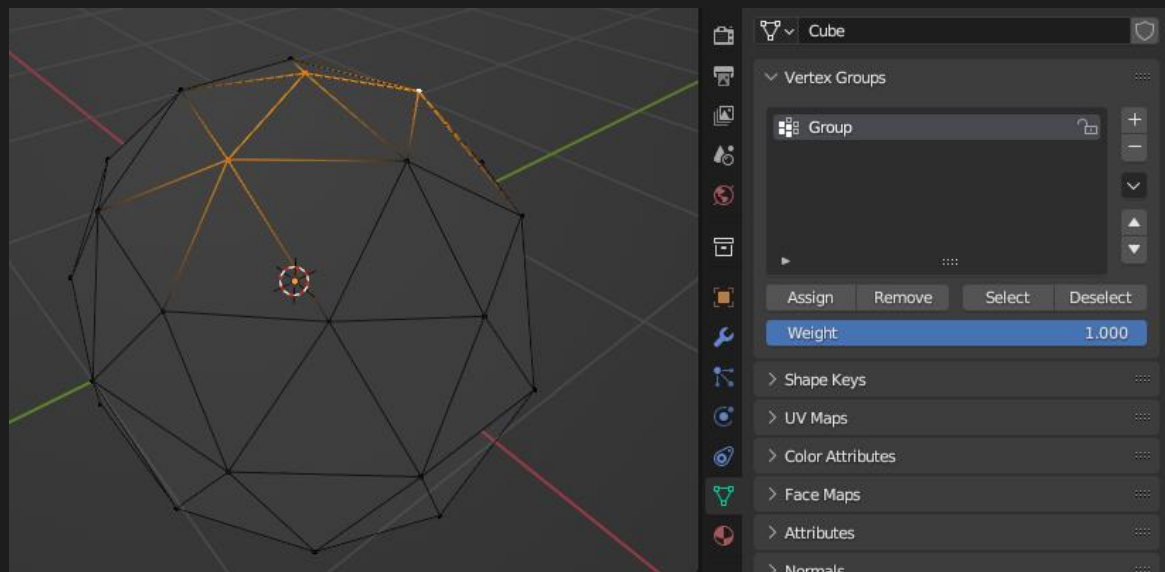 Cube
Vertex Groups
Group
Assign Remove Select Deselect
Weight 1.000
Shape Keys
UV Maps
Color Attributes
Face Maps
Attributes
Normals